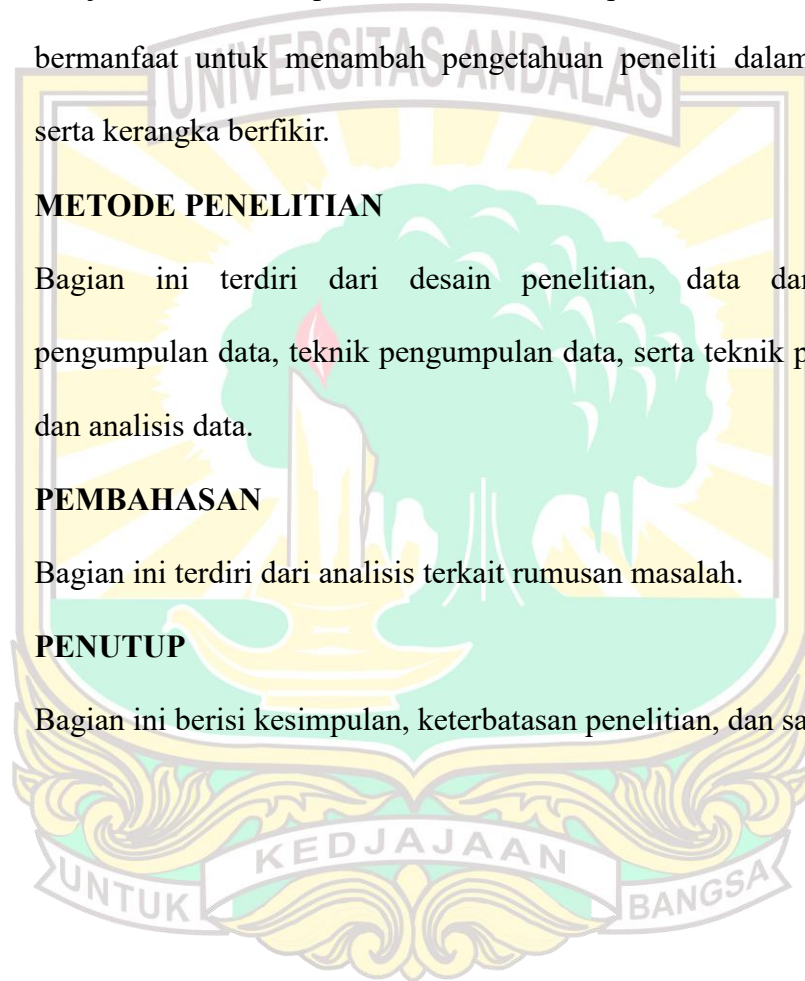 bermanfaat untuk menambah pengetahuan peneliti dalam
serta kerangka berfikir.
METODE PENELITIAN
Bagian ini terdiri dari desain penelitian, data
pengumpulan data, teknik pengumpulan data, serta teknik
dan analisis data.
PEMBAHASAN
Bagian ini terdiri dari analisis terkait rumusan masalah.
PENUTUP
Bagian ini berisi kesimpulan, keterbatasan penelitian, dan
UNIVERSITAS ANDALAS
UNTUK KEDJAJAAN BANGSA